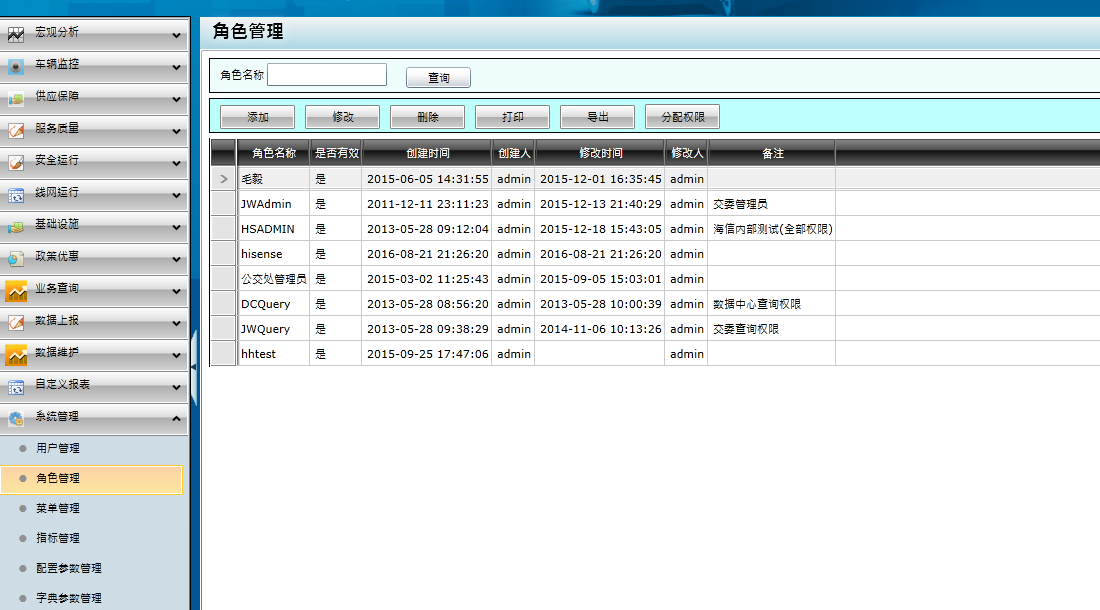 宏观分析
车辆监控
供应保障
服务质量
安全运行
线网运行
基础设施
政策优惠
业务查询
数据上报
数据维护
自定义报表
系统管理
用户管理
角色管理
菜单管理
指标管理
配置参数管理
字典参数管理
角色管理
角色名称 查询
添加 修改 删除 打印 导出 分配权限
角色名称 是否有效 创建时间 创建人 修改时间 修改人 备注
毛毅 是 2015-06-05 14:31:55 admin 2015-12-01 16:35:45 admin
JWAdmin 是 2011-12-11 23:11:23 admin 2015-12-13 21:40:29 admin 交委管理员
HSADMIN 是 2013-05-28 09:12:04 admin 2015-12-18 15:43:05 admin 海信内部测试(全部权限)
hisense 是 2016-08-21 21:26:20 admin 2016-08-21 21:26:20 admin
公交处管理员 是 2015-03-02 11:25:43 admin 2015-09-05 15:03:01 admin
DCQuery 是 2013-05-28 08:56:20 admin 2013-05-28 10:00:39 admin 数据中心查询权限
JWQuery 是 2013-05-28 09:38:29 admin 2014-11-06 10:13:26 admin 交委查询权限
hhtest 是 2015-09-25 17:47:06 admin admin